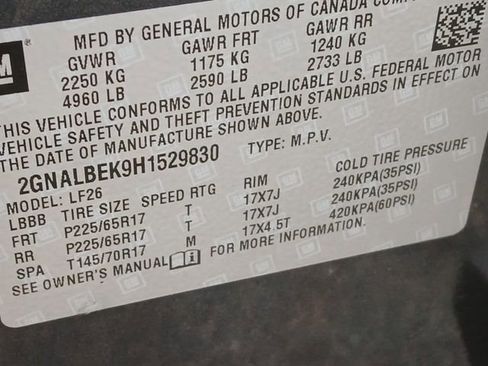 GM
MFD BY GENERAL MOTORS OF CANADA
GVWR GAWR FRT GAWR RR
2250 KG 1175 KG 1240 KG
4960 LB 2590 LB 2733 LB
THIS VEHICLE CONFORMS TO ALL APPLICABLE U.S. FEDERAL MOTOR
VEHICLE SAFETY AND THEFT PREVENTION STANDARDS IN EFFECT ON
THE DATE OF MANUFACTURE SHOWN ABOVE.
2GNALBEK9H1529830 TYPE: M.P.V.
MODEL: LF26
LBBB TIRE SIZE SPEED RTG RIM COLD TIRE PRESSURE
FRT P225/65R17 T 17X7J 240KPA(35PSI)
RR P225/65R17 T 17X7J 240KPA(35PSI)
SPA T145/70R17 M 17X4.5T 420KPA(60PSI)
SEE OWNER'S MANUAL FOR MORE INFORMATION.